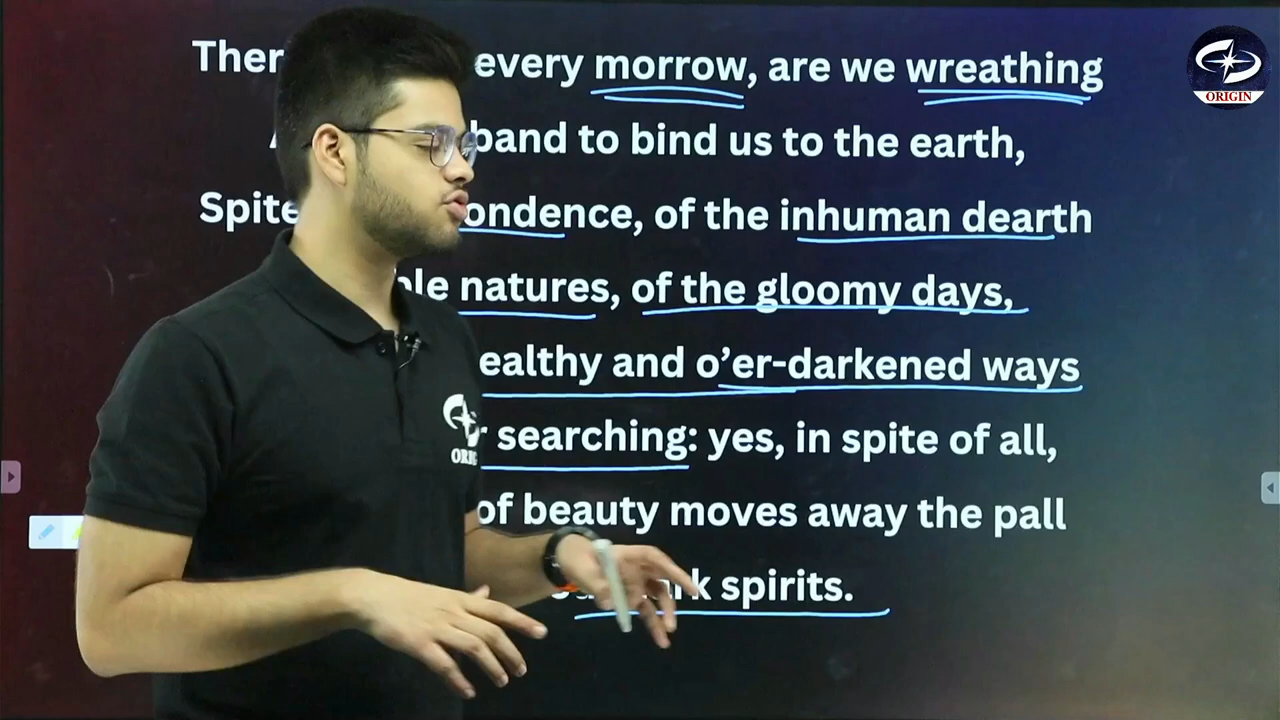 every morrow, are we wreathing
band to bind us to the earth,
Spite ondence, of the inhuman dearth
natures, of the gloomy days,
ealthy and o’er-darkened ways
searching: yes, in spite of all,
of beauty moves away the pall
spirits.
ORIGIN